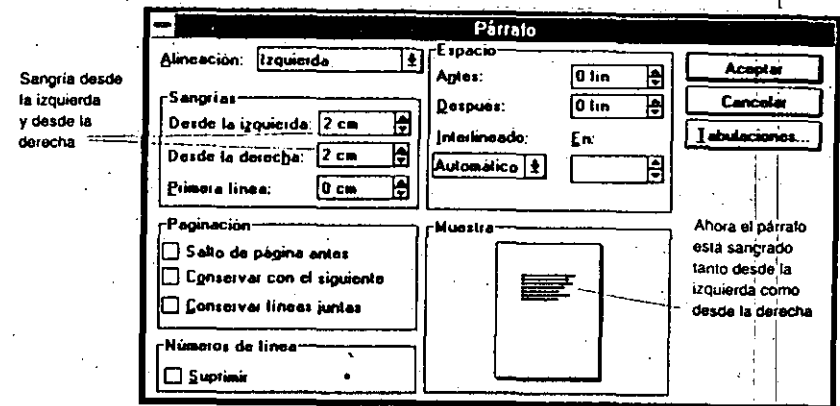 Párrafo
Alineación: Izquierda
Sangrías
Desde la izquierda: 2 cm
Desde la derecha: 2 cm
Primera línea: 0 cm
Espacio
Antes: 0 lin
Después: 0 lin
Interlineado: En:
Automático
Aceptar
Cancelar
Tabulaciones...
Paginación
Salto de página antes
Conservar con el siguiente
Conservar líneas juntas
Números de línea
Suprimir
Muestra
Sangría desde
la izquierda
y desde la
derecha
Ahora el párrafo
está sangrado
tanto desde la
izquierda como
desde la derecha